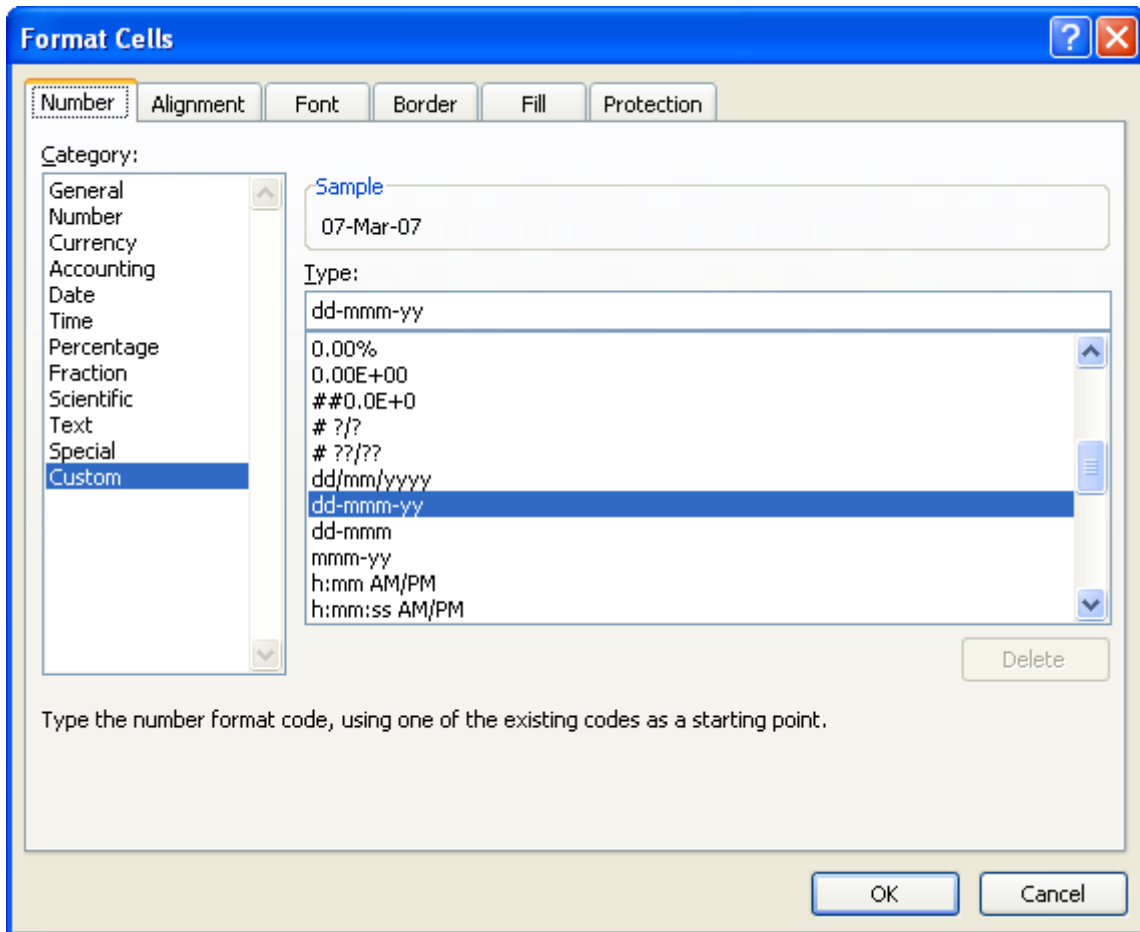 Format Cells
Number Alignment Font Border Fill Protection
Category:
General
Number
Currency
Accounting
Date
Time
Percentage
Fraction
Scientific
Text
Special
Custom
Sample
07-Mar-07
Type:
dd-mmm-yy
0.00%
0.00E+00
##0.0E+0
# ?/?
# ??/??
dd/mm/yyyy
dd-mmm-yy
dd-mmm
mmm-yy
h:mm AM/PM
h:mm:ss AM/PM
Delete
Type the number format code, using one of the existing codes as a starting point.
OK Cancel